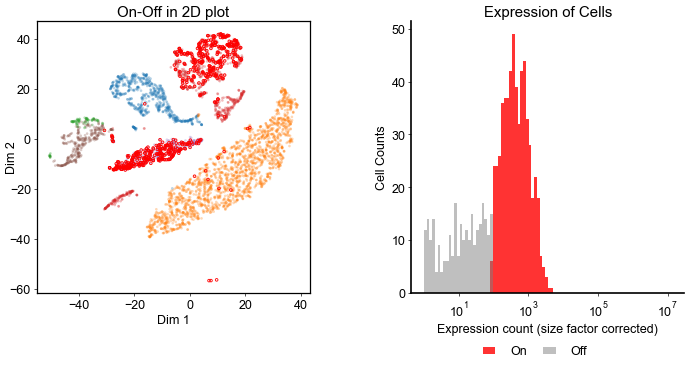 On-Off in 2D plot
40
20
0
−20
−40
−60
Dim 2
−40 −20 0 20 40
Dim 1
Expression of Cells
50
40
30
20
10
0
Cell Counts
10^1 10^3 10^5 10^7
Expression count (size factor corrected)
On Off